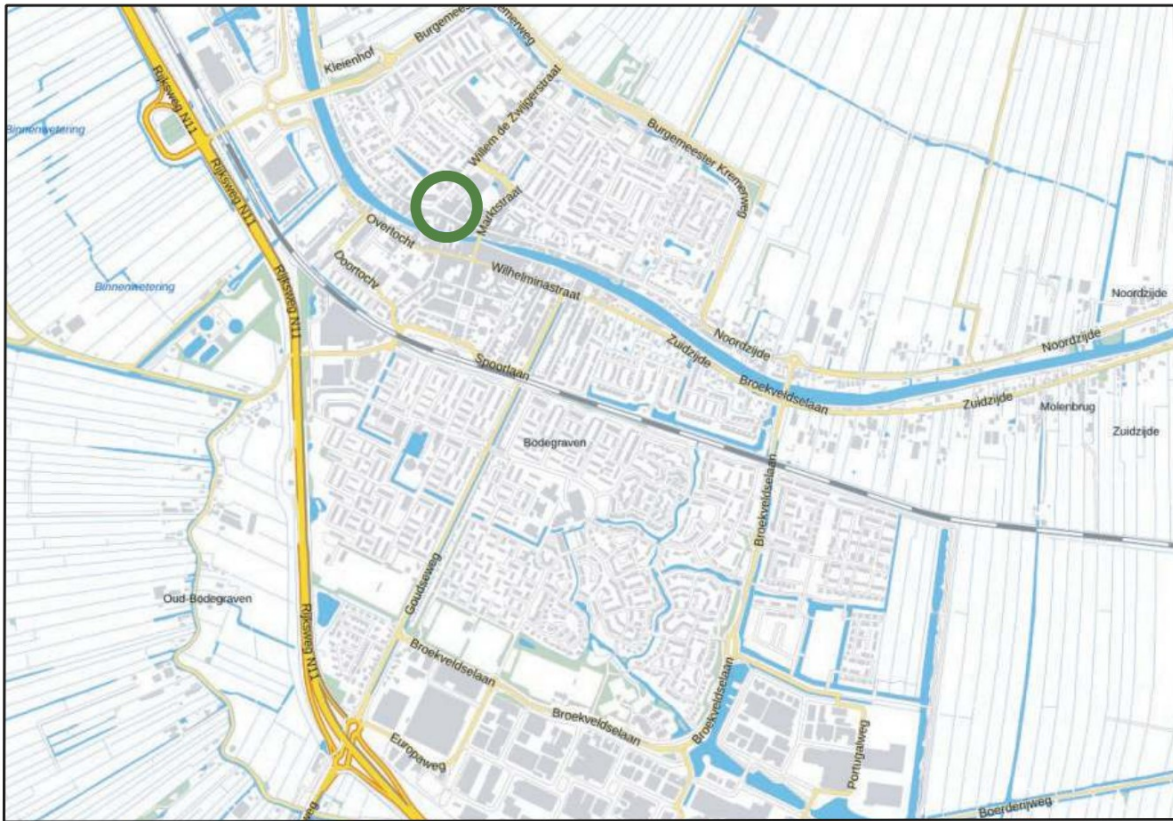 Burgemeester Kremerweg
Kleienhof
Rijksweg N11
Willem de Zwijgerstraat
Binnenwetering
Burgemeester Kremerweg
Rijksweg N11
Marktstraat
Overtocht
Doortocht
Wilhelminastraat
Binnenwetering
Rijksweg N11
Noordzijde
Noordzijde
Noordzijde
Zuidzijde
Spoorlaan
Broekveldselaan
Zuidzijde
Molenbrug
Zuidzijde
Bodegraven
Broekveldselaan
Goudseweg
Oud-Bodegraven
Rijksweg N11
Broekveldselaan
Broekveldselaan
Broekveldselaan
Europaweg
Portugalweg